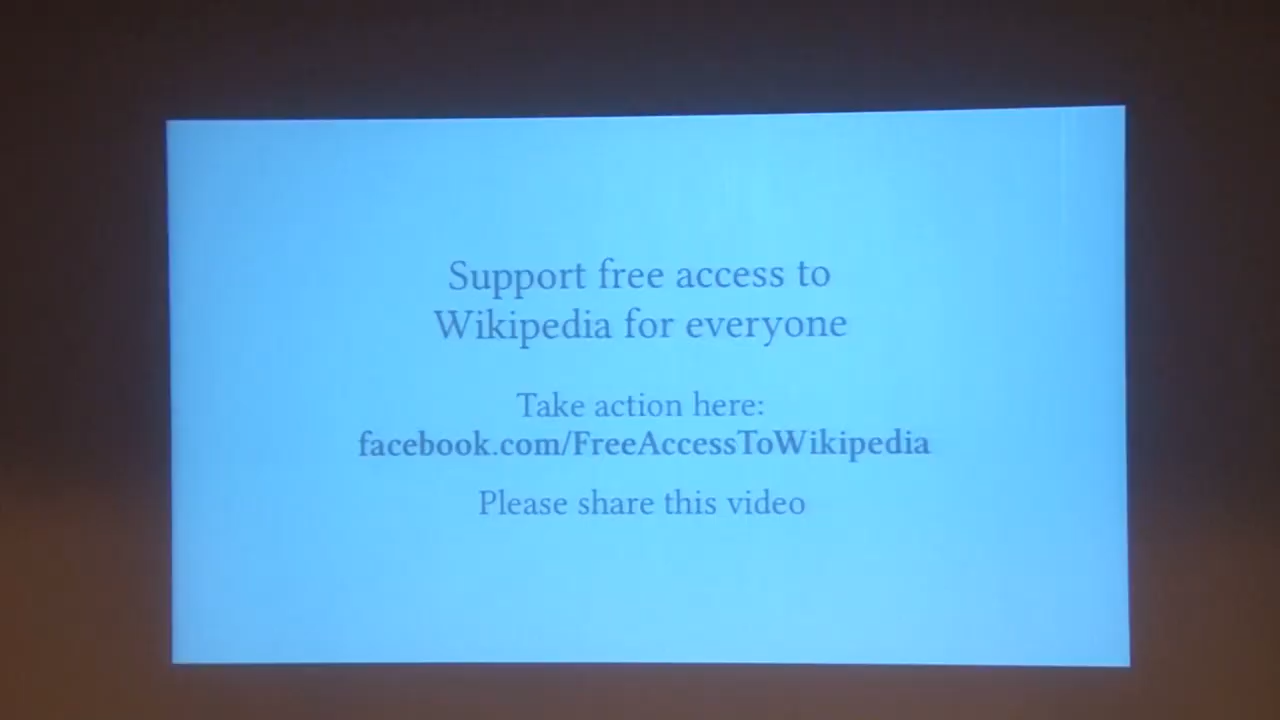 Support free access to
Wikipedia for everyone
Take action here:
facebook.com/FreeAccessToWikipedia
Please share this video